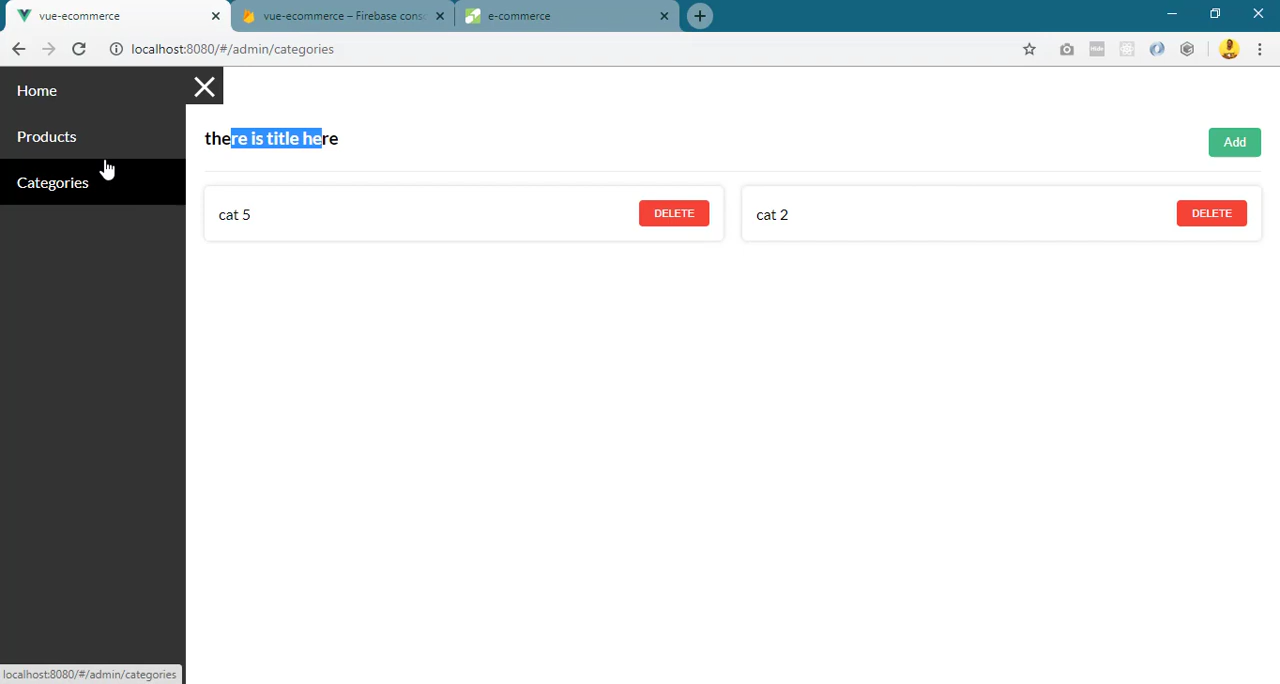 vue-ecommerce
vue-ecommerce – Firebase cons
e-commerce
localhost:8080/#/admin/categories
Home
Products
Categories
there is title here
Add
cat 5
DELETE
cat 2
DELETE
localhost:8080/#/admin/categories